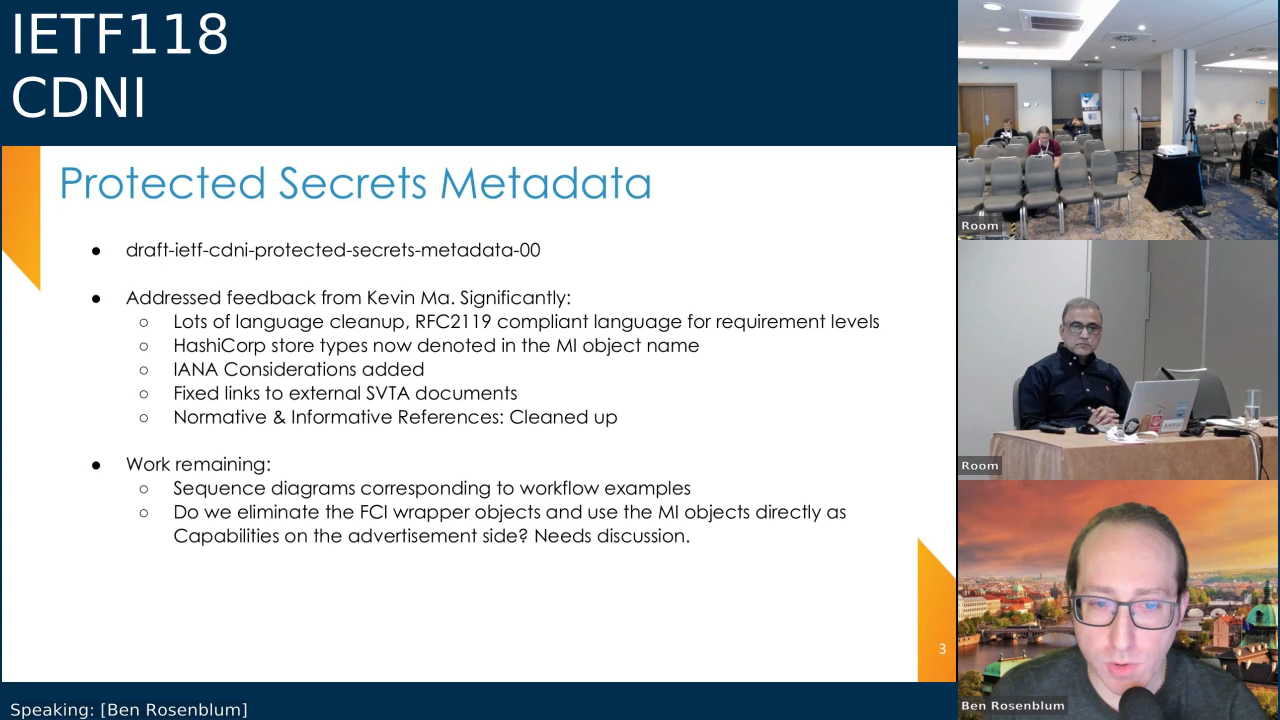 IETF118
CDNI
Protected Secrets Metadata
● draft-ietf-cdni-protected-secrets-metadata-00
● Addressed feedback from Kevin Ma. Significantly:
○ Lots of language cleanup, RFC2119 compliant language for requirement levels
○ HashiCorp store types now denoted in the MI object name
○ IANA Considerations added
○ Fixed links to external SVTA documents
○ Normative & Informative References: Cleaned up
● Work remaining:
○ Sequence diagrams corresponding to workflow examples
○ Do we eliminate the FCI wrapper objects and use the MI objects directly as
Capabilities on the advertisement side? Needs discussion.
3
Speaking: [Ben Rosenblum]
Room
Room
Ben Rosenblum